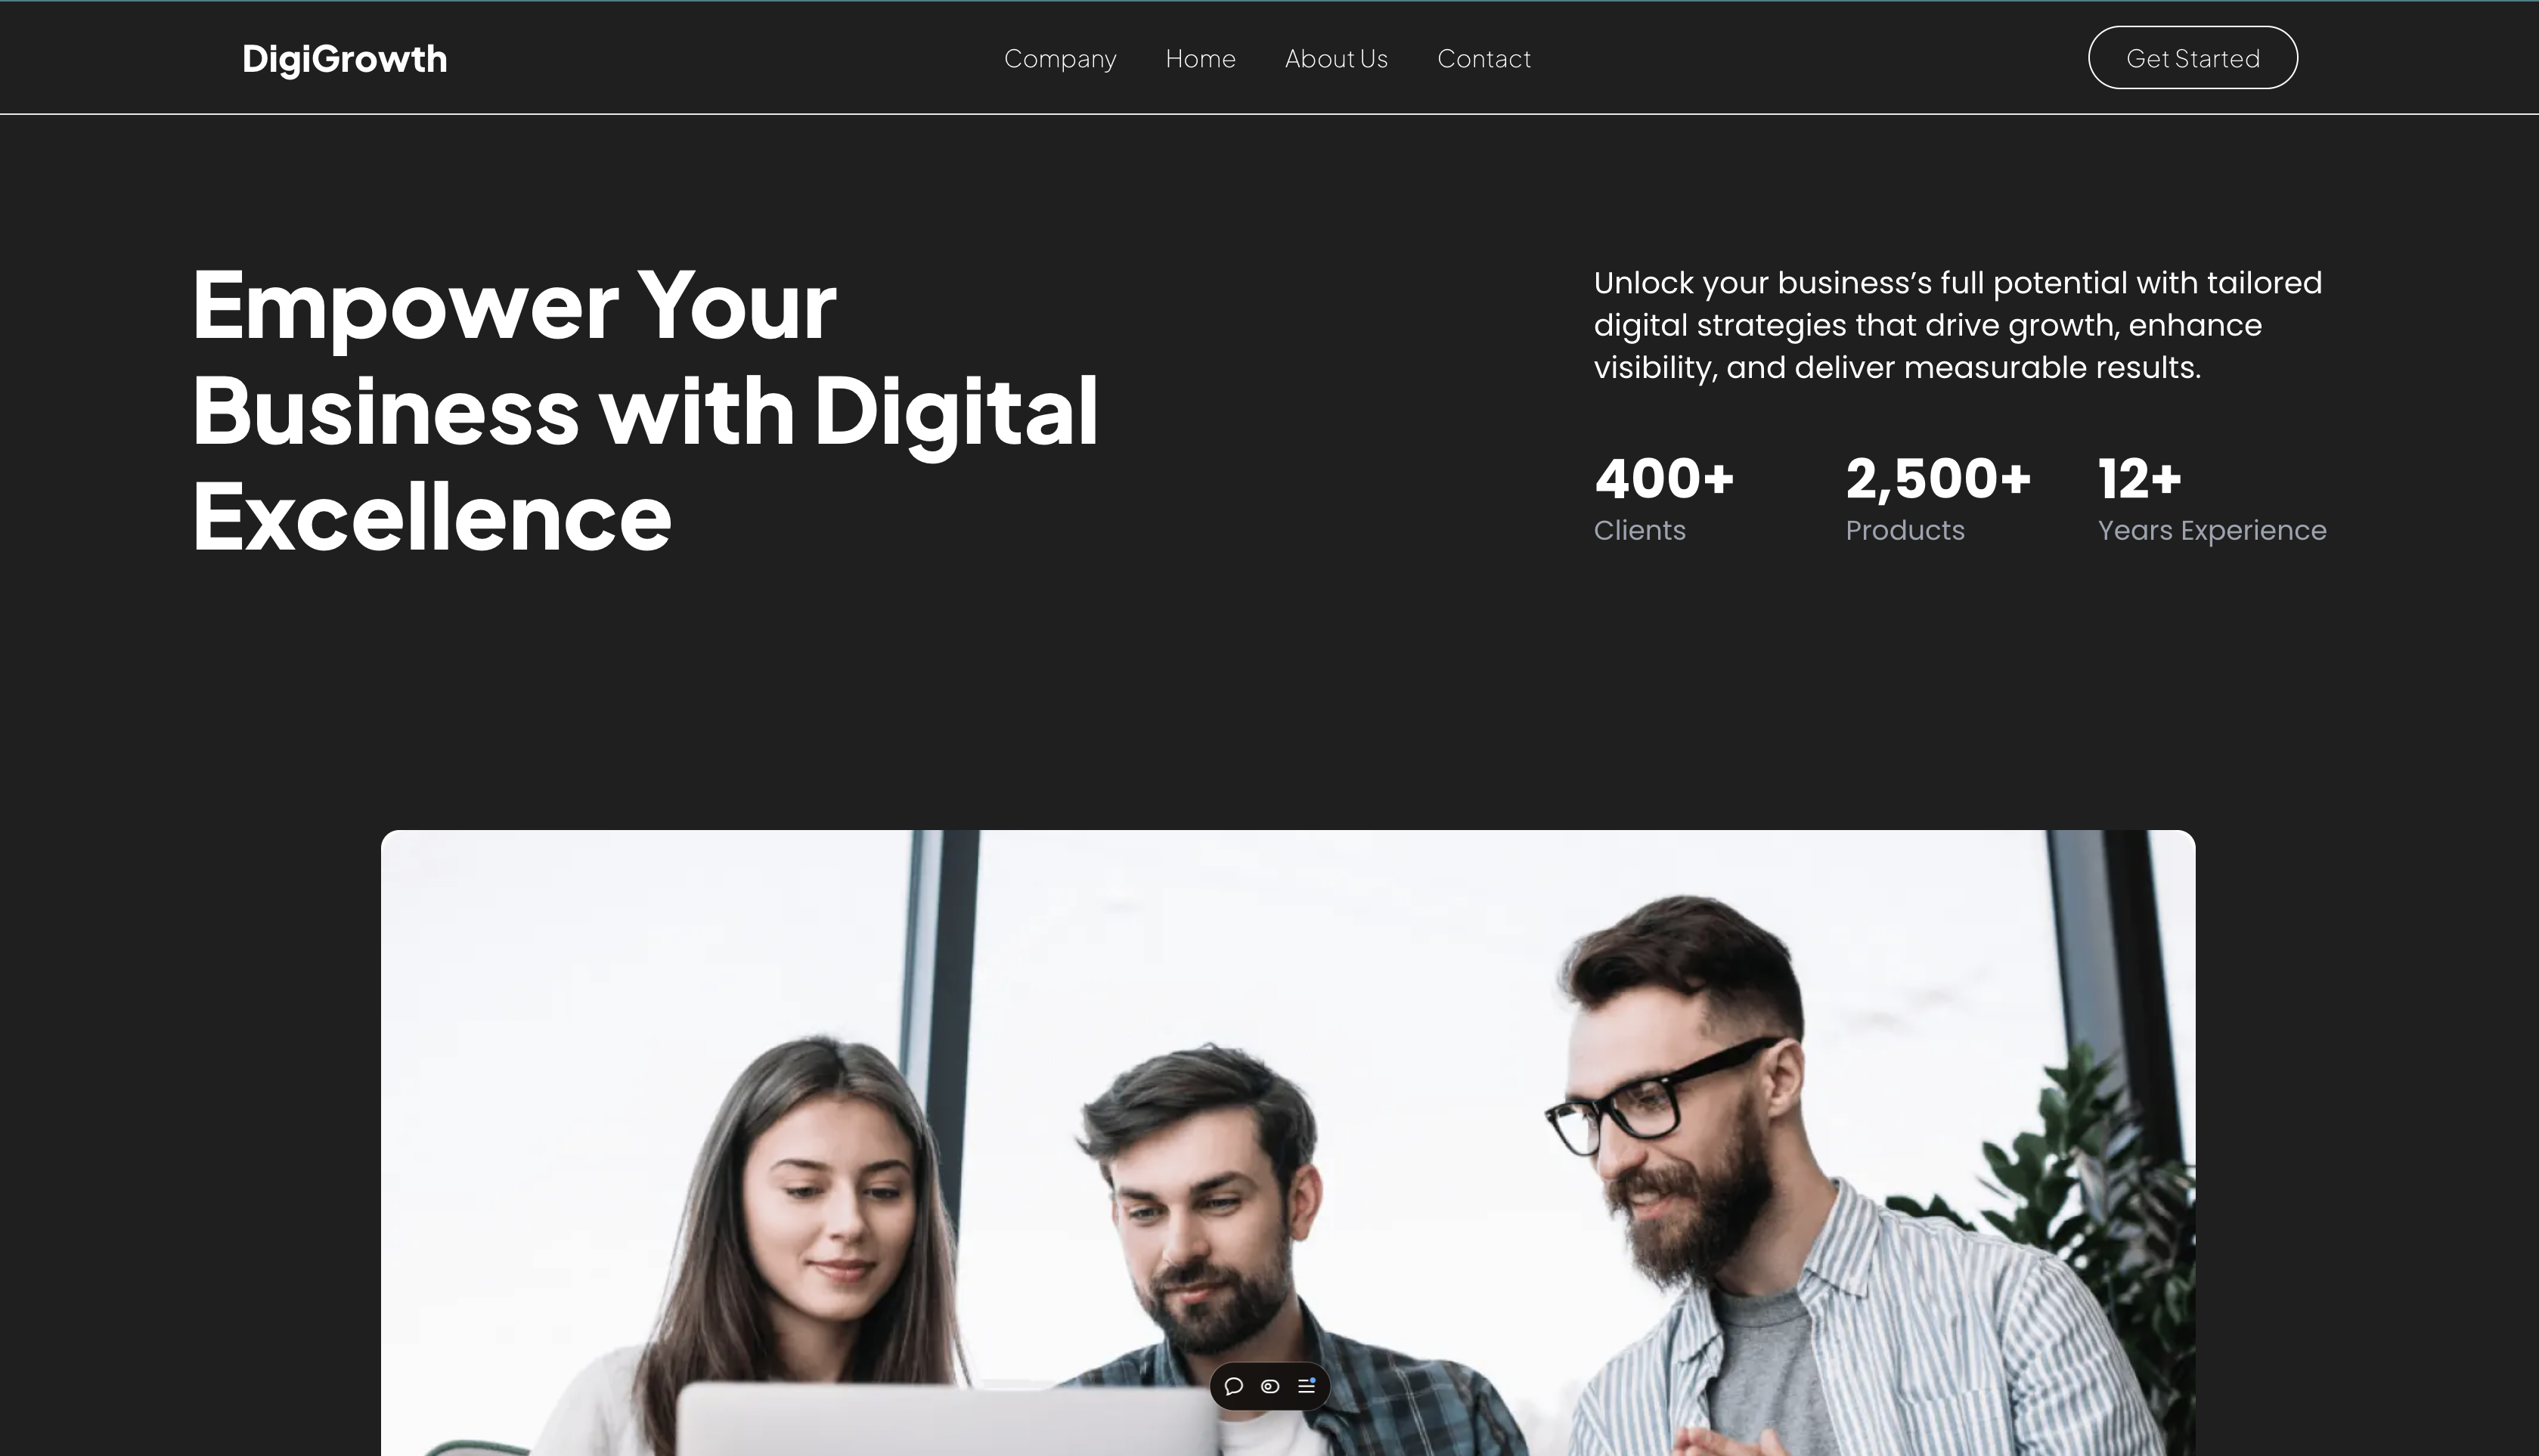 DigiGrowth
Company
Home
About Us
Contact
Get Started
Empower Your
Business with Digital
Excellence
Unlock your business’s full potential with tailored
digital strategies that drive growth, enhance
visibility, and deliver measurable results.
400+
Clients
2,500+
Products
12+
Years Experience